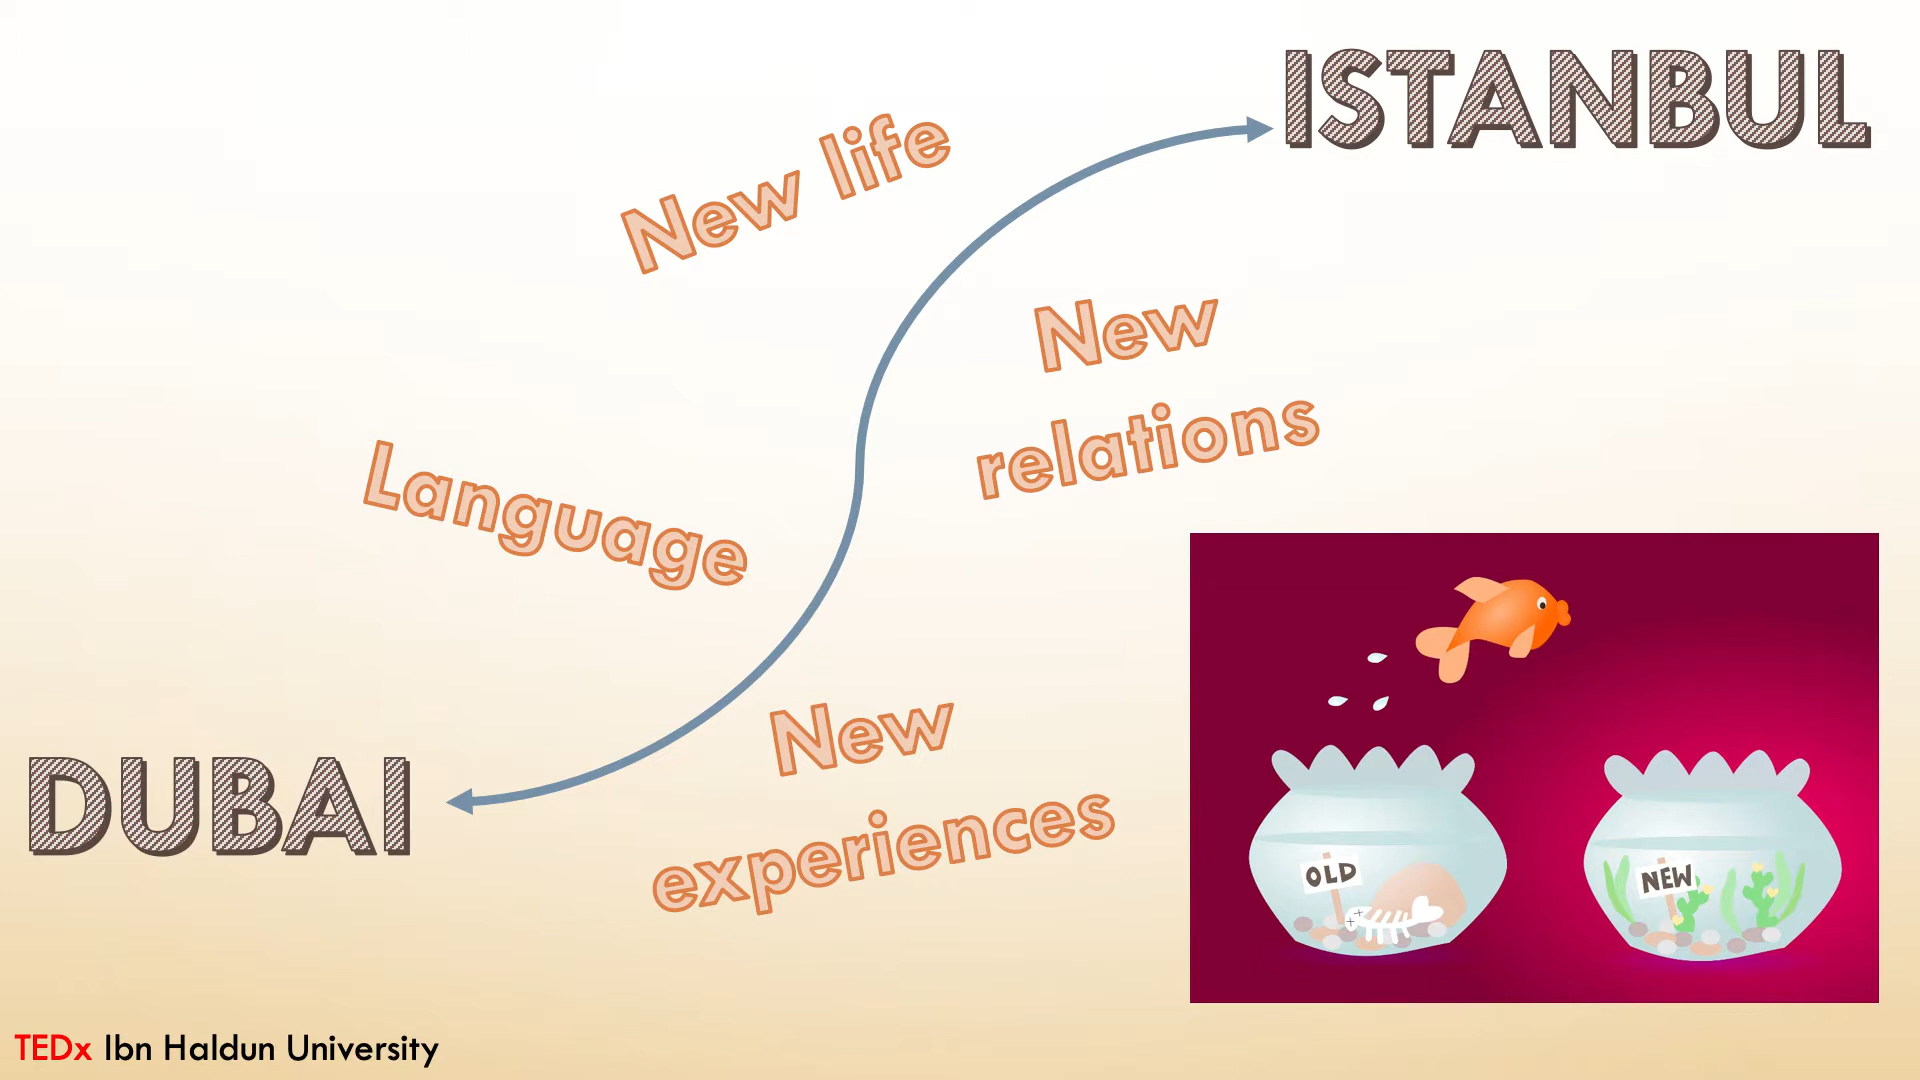 ISTANBUL
New life
New
relations
Language
New
experiences
DUBAI
OLD
NEW
TEDx Ibn Haldun University